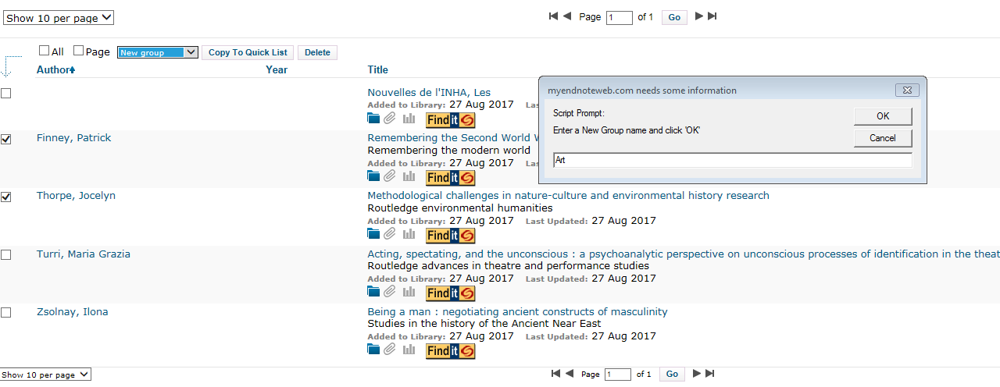 Show 10 per page
Page 1 of 1 Go
All Page New group Copy To Quick List Delete
Author Year Title
Nouvelles de l'INHA, Les
Added to Library: 27 Aug 2017 Las
Find it
Finney, Patrick
Remembering the Second World W
Remembering the modern world
Added to Library: 27 Aug 2017 Las
Find it
myendnoteweb.com needs some information
Script Prompt:
OK
Enter a New Group name and click 'OK'
Cancel
Art
Thorpe, Jocelyn
Methodological challenges in nature-culture and environmental history research
Routledge environmental humanities
Added to Library: 27 Aug 2017 Last Updated: 27 Aug 2017
Find it
Turri, Maria Grazia
Acting, spectating, and the unconscious : a psychoanalytic perspective on unconscious processes of identification in the theat
Routledge advances in theatre and performance studies
Added to Library: 27 Aug 2017 Last Updated: 27 Aug 2017
Find it
Zsolnay, Ilona
Being a man : negotiating ancient constructs of masculinity
Studies in the history of the Ancient Near East
Added to Library: 27 Aug 2017 Last Updated: 27 Aug 2017
Find it
Show 10 per page
Page 1 of 1 Go